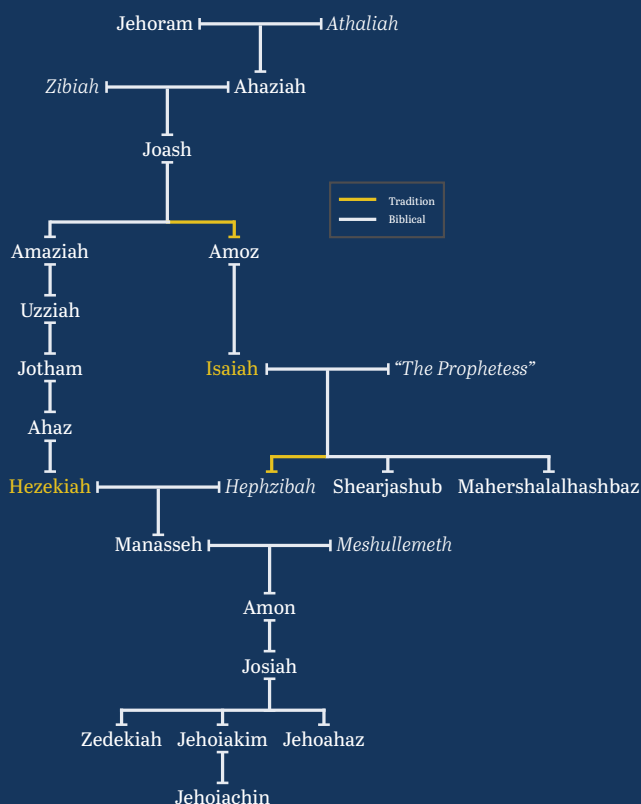 Jehoram
Athaliah
Zibiah
Ahaziah
Joash
Tradition
Biblical
Amaziah
Amoz
Uzziah
Jotham
Isaiah
“The Prophetess”
Ahaz
Hezekiah
Hephzibah
Shearjashub
Mahershalalhashbaz
Manasseh
Meshullemeth
Amon
Josiah
Zedekiah
Jehoiakim
Jehoahaz
Jehoiachin